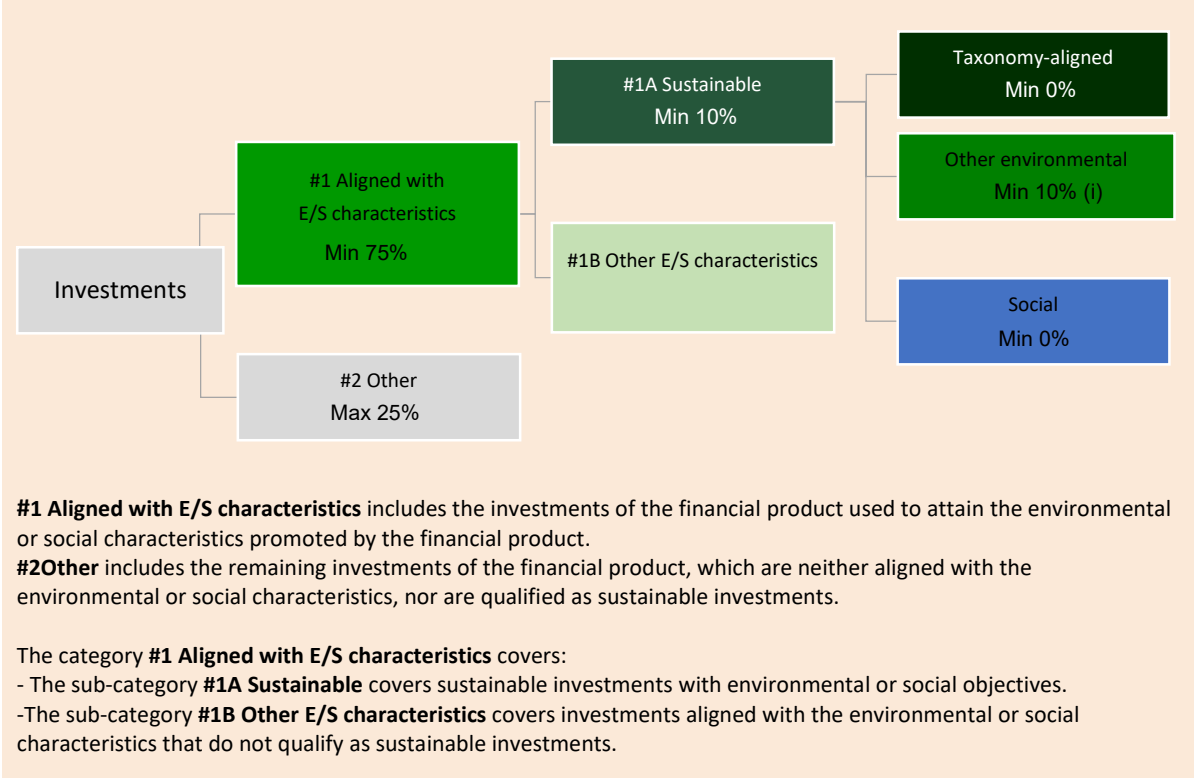 Investments
#1 Aligned with
E/S characteristics
Min 75%
#2 Other
Max 25%
#1A Sustainable
Min 10%
#1B Other E/S characteristics
Taxonomy-aligned
Min 0%
Other environmental
Min 10% (i)
Social
Min 0%
#1 Aligned with E/S characteristics includes the investments of the financial product used to attain the environmental
or social characteristics promoted by the financial product.
#2Other includes the remaining investments of the financial product, which are neither aligned with the
environmental or social characteristics, nor are qualified as sustainable investments.
The category #1 Aligned with E/S characteristics covers:
- The sub-category #1A Sustainable covers sustainable investments with environmental or social objectives.
-The sub-category #1B Other E/S characteristics covers investments aligned with the environmental or social
characteristics that do not qualify as sustainable investments.